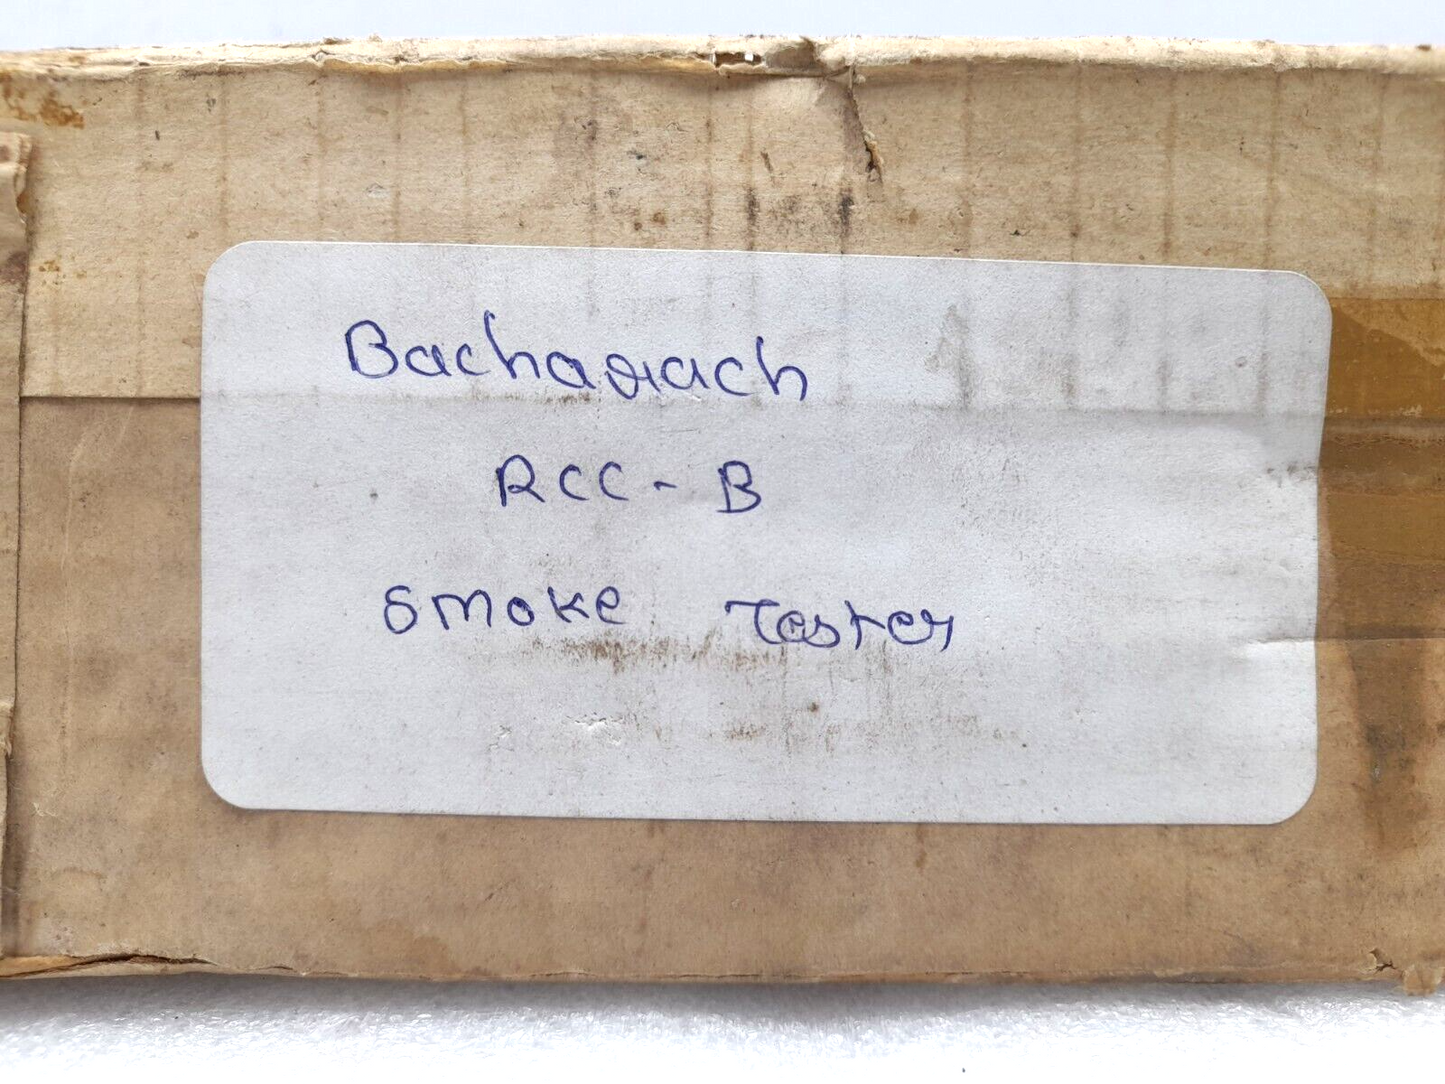 Bacharach
RCC-B
Smoke Tester